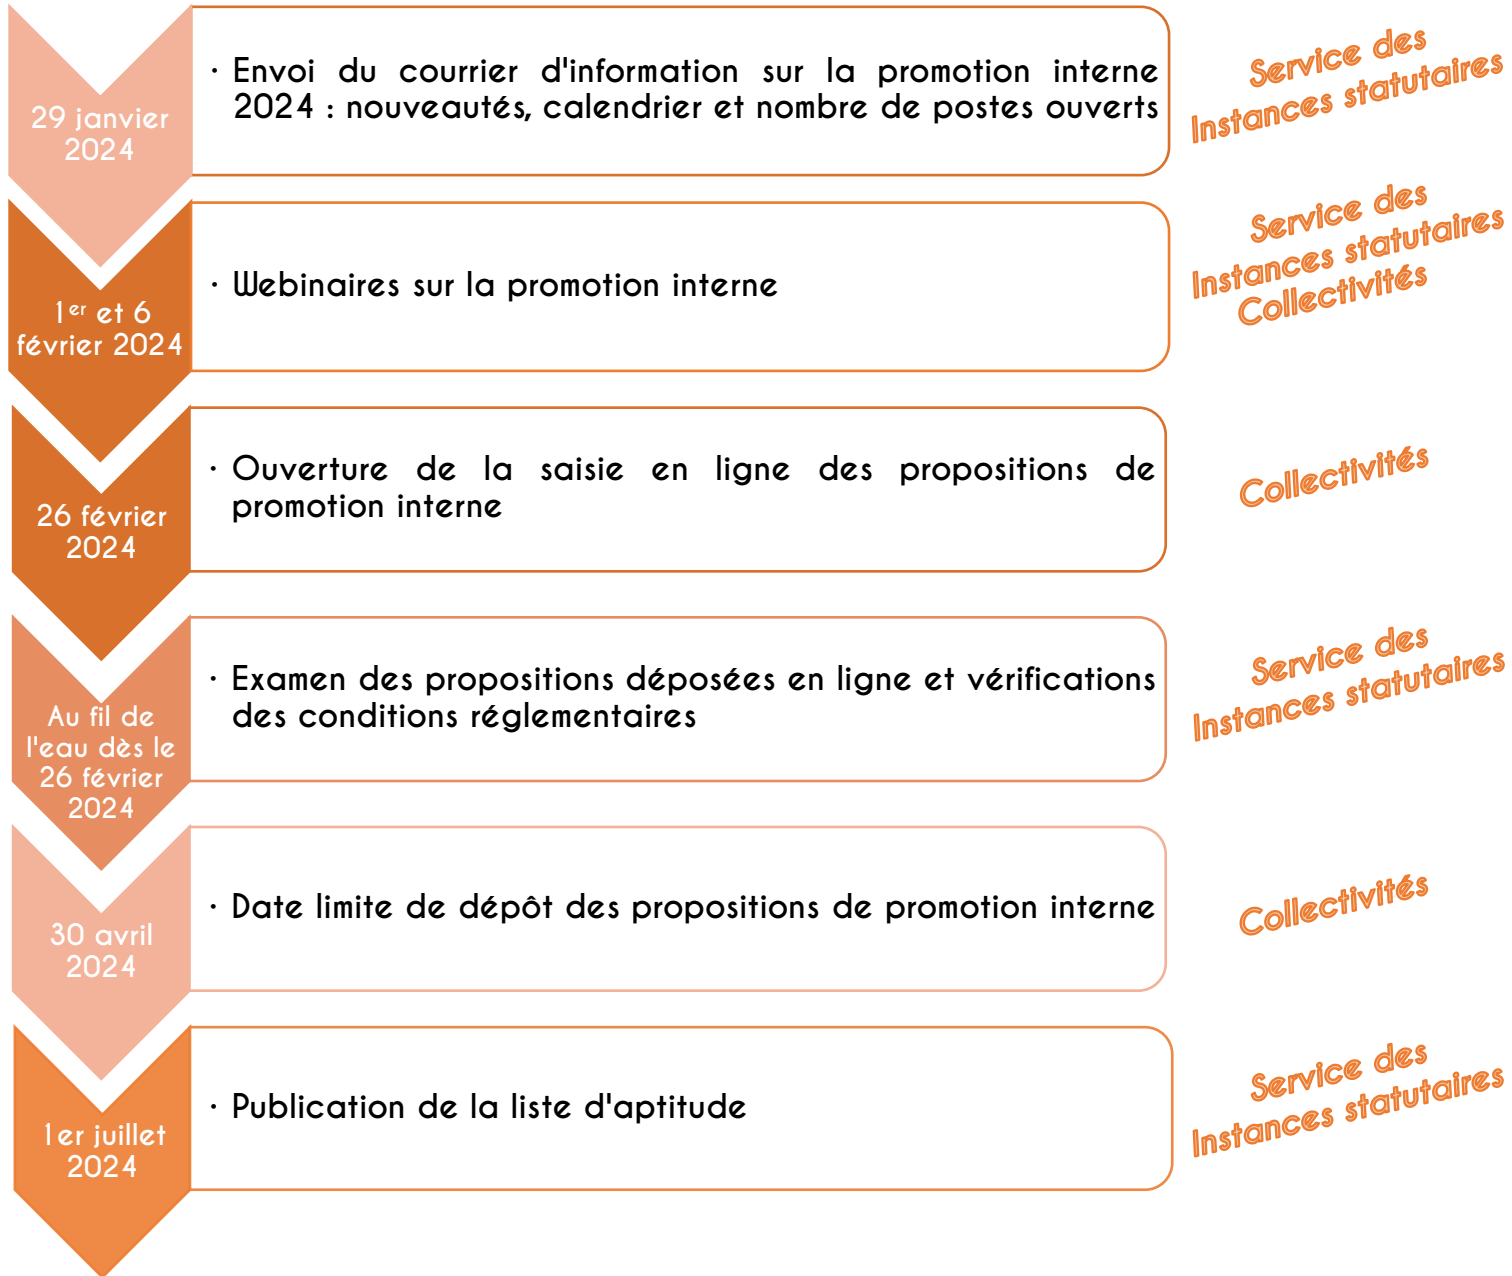 29 janvier
2024
· Envoi du courrier d'information sur la promotion interne
2024 : nouveautés, calendrier et nombre de postes ouverts
Service des
Instances statutaires
1er et 6
février 2024
· Webinaires sur la promotion interne
Service des
Instances statutaires
Collectivités
26 février
2024
· Ouverture de la saisie en ligne des propositions de
promotion interne
Collectivités
Au fil de
l'eau dès le
26 février
2024
· Examen des propositions déposées en ligne et vérifications
des conditions réglementaires
Service des
Instances statutaires
30 avril
2024
· Date limite de dépôt des propositions de promotion interne
Collectivités
1er juillet
2024
· Publication de la liste d'aptitude
Service des
Instances statutaires